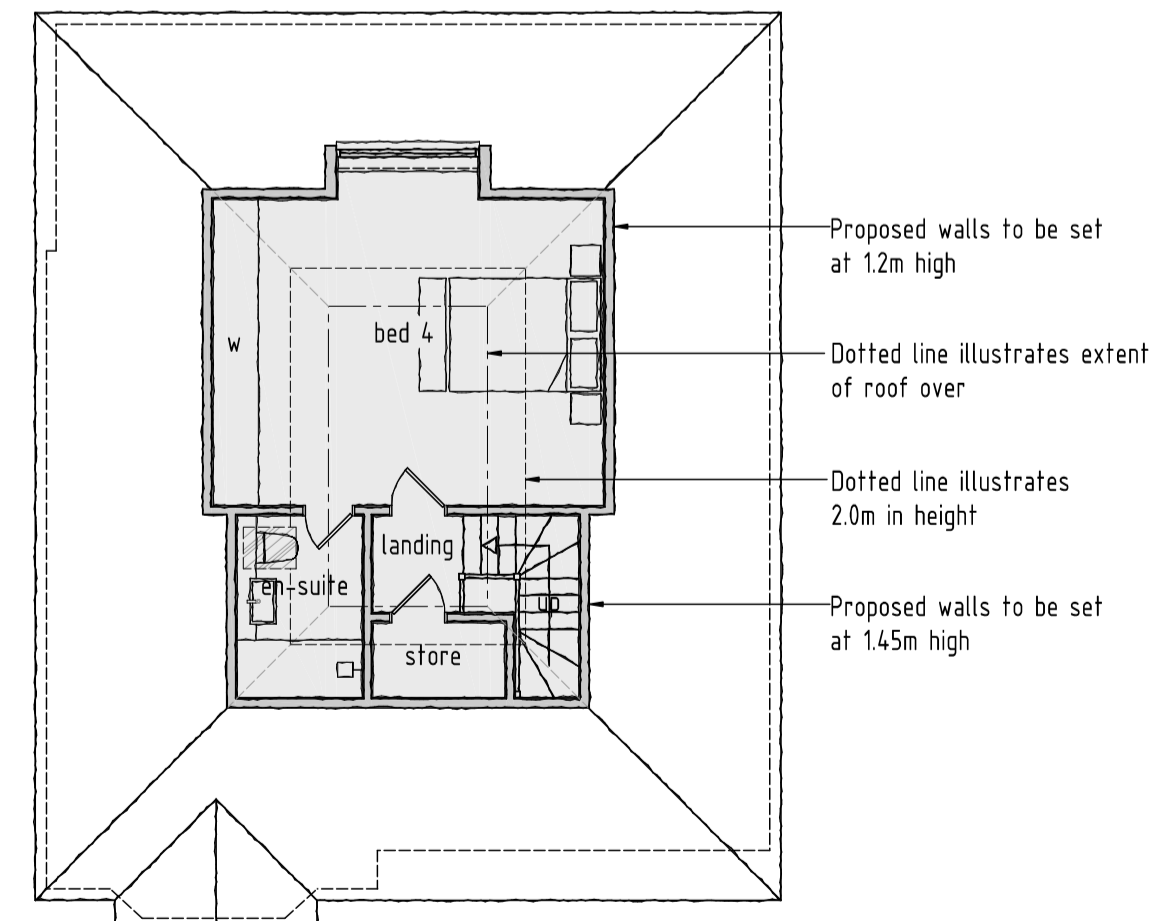 Proposed walls to be set
at 1.2m high
bed 4
w
Dotted line illustrates extent
of roof over
Dotted line illustrates
2.0m in height
landing
en-suite
up
Proposed walls to be set
at 1.45m high
store